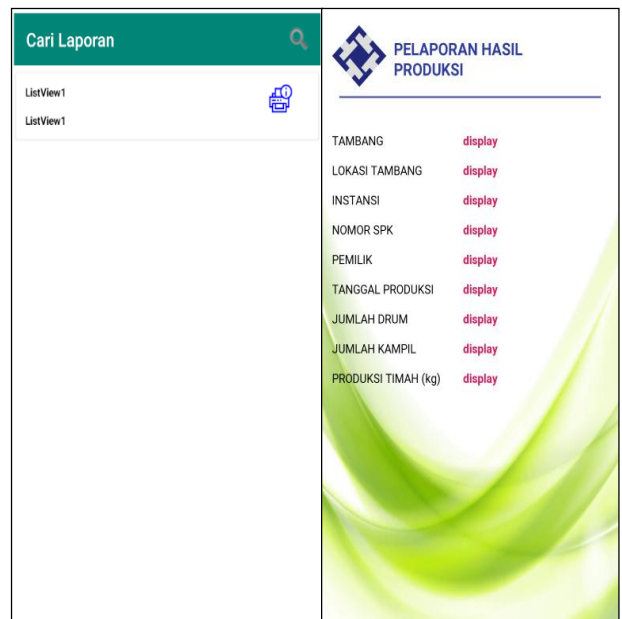 Cari Laporan
ListView1
ListView1
PELAPORAN HASIL
PRODUKSI
TAMBANG display
LOKASI TAMBANG display
INSTANSI display
NOMOR SPK display
PEMILIK display
TANGGAL PRODUKSI display
JUMLAH DRUM display
JUMLAH KAMPIL display
PRODUKSI TIMAH (kg) display